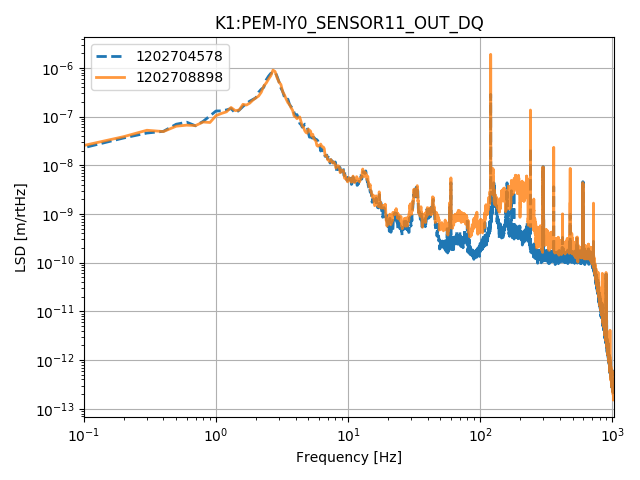 K1:PEM-IY0_SENSOR11_OUT_DQ
1202704578
1202708898
LSD [m/rtHz]
10⁻⁶
10⁻⁷
10⁻⁸
10⁻⁹
10⁻¹⁰
10⁻¹¹
10⁻¹²
10⁻¹³
10⁻¹ 10⁰ 10¹ 10² 10³
Frequency [Hz]